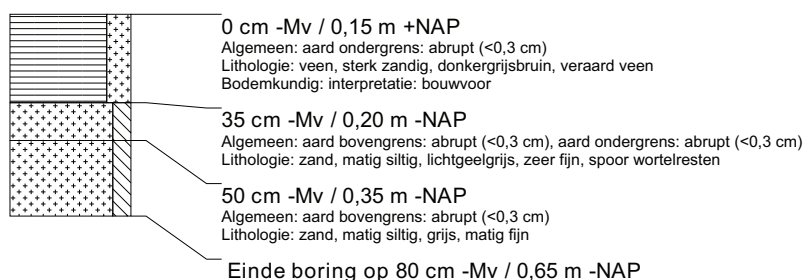 0 cm -Mv / 0,15 m +NAP
Algemeen: aard ondergrens: abrupt (<0,3 cm)
Lithologie: veen, sterk zandig, donkergrijsbruin, veraard veen
Bodemkundig: interpretatie: bouwvoor
35 cm -Mv / 0,20 m -NAP
Algemeen: aard bovengrens: abrupt (<0,3 cm), aard ondergrens: abrupt (<0,3 cm)
Lithologie: zand, matig siltig, lichtgeelgrijs, zeer fijn, spoor wortelresten
50 cm -Mv / 0,35 m -NAP
Algemeen: aard bovengrens: abrupt (<0,3 cm)
Lithologie: zand, matig siltig, grijs, matig fijn
Einde boring op 80 cm -Mv / 0,65 m -NAP